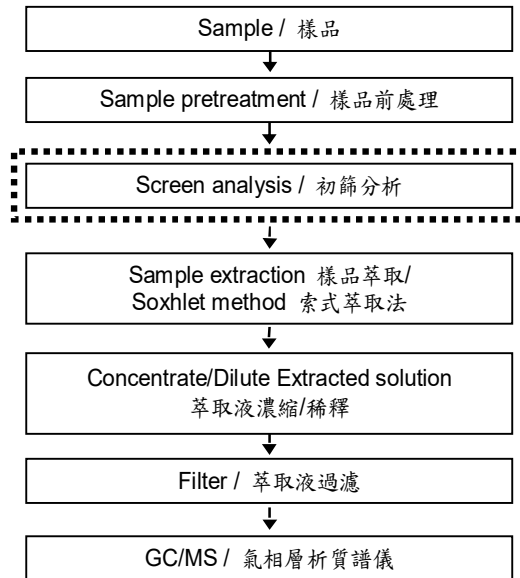 Sample / 樣品
Sample pretreatment / 樣品前處理
Screen analysis / 初篩分析
Sample extraction 樣品萃取/
Soxhlet method 索式萃取法
Concentrate/Dilute Extracted solution
萃取液濃縮/稀釋
Filter / 萃取液過濾
GC/MS / 氣相層析質譜儀